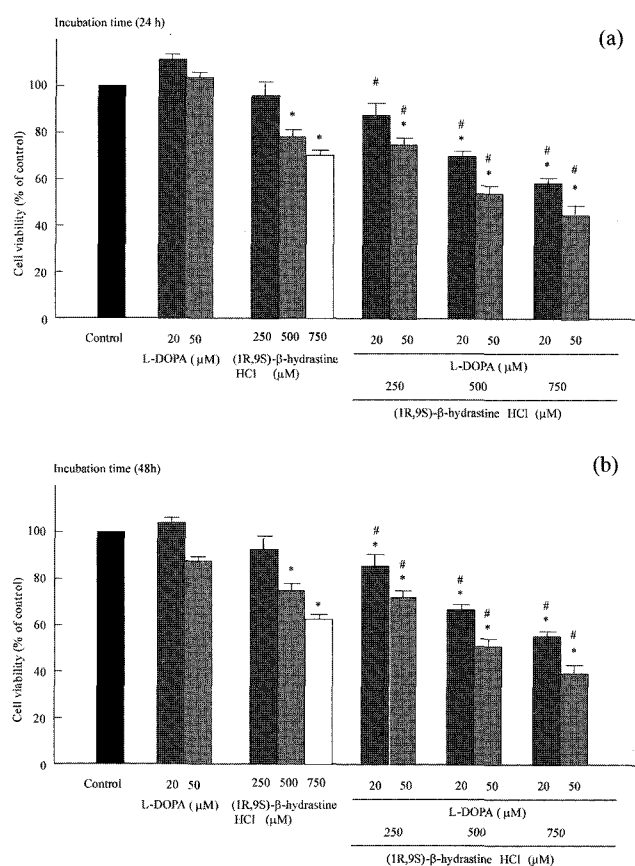 Incubation time (24 h)
(a)
Cell viability (% of control)
100
80
60
40
20
0
# # # # # #
* * * * * * *
Control 20 50 250 500 750 20 50 20 50 20 50
L-DOPA (μM) (1R,9S)-β-hydrastine L-DOPA (μM)
HCl (μM) 250 500 750
(1R,9S)-β-hydrastine HCl (μM)
Incubation time (48h)
(b)
Cell viability (% of control)
100
80
60
40
20
0
# # # # # #
* * * * * * * *
Control 20 50 250 500 750 20 50 20 50 20 50
L-DOPA (μM) (1R,9S)-β-hydrastine L-DOPA (μM)
HCl (μM) 250 500 750
(1R,9S)-β-hydrastine HCl (μM)